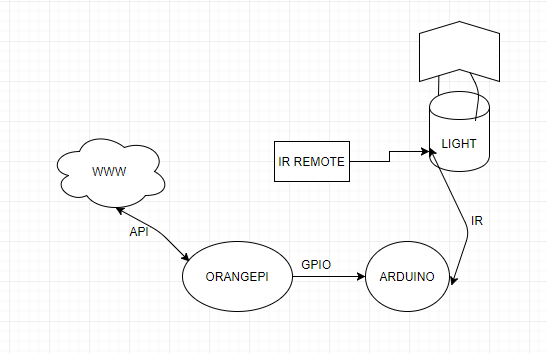 LIGHT
IR REMOTE
WWW
IR
API
GPIO
ORANGEPI
ARDUINO